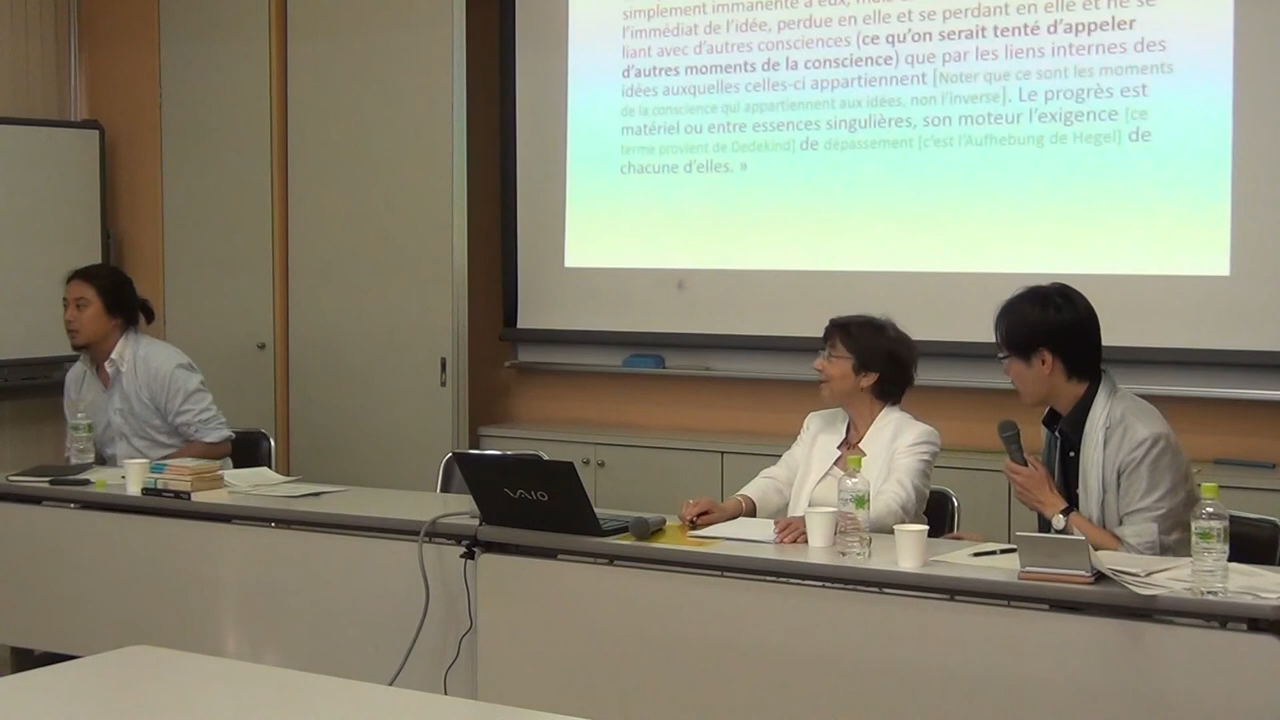 simplement immanente à eux, mais
l'immédiat de l'idée, perdue en elle et se perdant en elle et ne se
liant avec d'autres consciences (ce qu'on serait tenté d'appeler
d'autres moments de la conscience) que par les liens internes des
idées auxquelles celles-ci appartiennent [Noter que ce sont les moments
de la conscience qui appartiennent aux idées, non l'inverse]. Le progrès est
matériel ou entre essences singulières, son moteur l'exigence [ce
terme provient de Dedekind] de dépassement [c'est l'Aufhebung de Hegel] de
chacune d'elles. »
VAIO